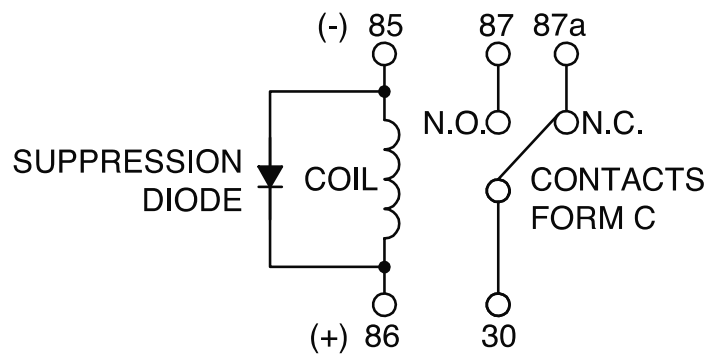 (-) 85 87 87a
N.O. N.C.
SUPPRESSION
DIODE
COIL
CONTACTS
FORM C
(+) 86 30